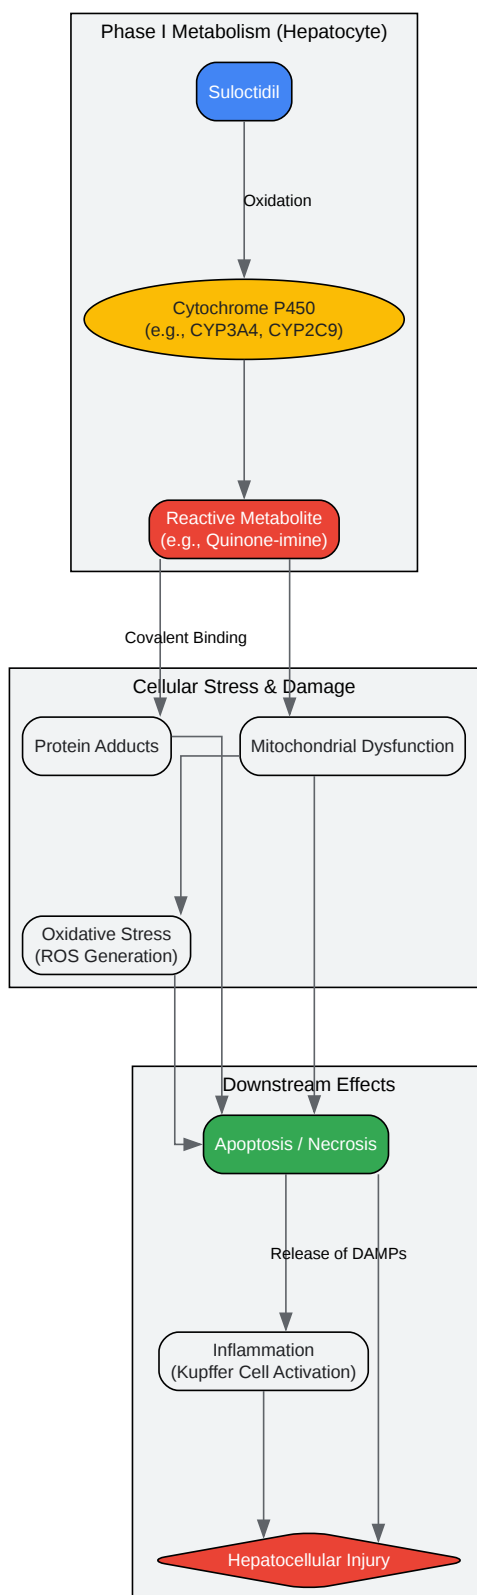 Phase I Metabolism (Hepatocyte)
Suloctidil
Oxidation
Cytochrome P450
(e.g., CYP3A4, CYP2C9)
Reactive Metabolite
(e.g., Quinone-imine)
Covalent Binding
Cellular Stress & Damage
Protein Adducts
Mitochondrial Dysfunction
Oxidative Stress
(ROS Generation)
Downstream Effects
Apoptosis / Necrosis
Release of DAMPs
Inflammation
(Kupffer Cell Activation)
Hepatocellular Injury